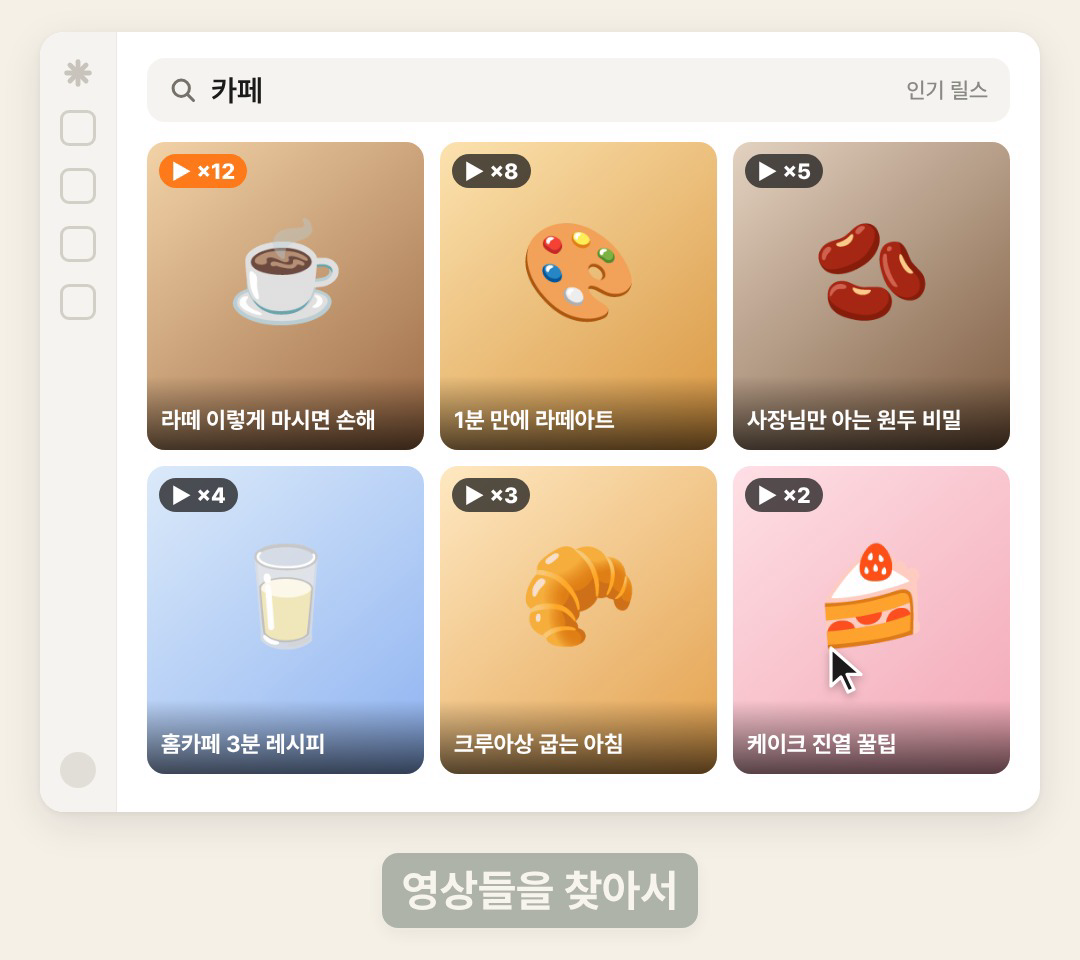 카페
인기 릴스
▶ ×12
▶ ×8
▶ ×5
라떼 이렇게 마시면 손해
1분 만에 라떼아트
사장님만 아는 원두 비밀
▶ ×4
▶ ×3
▶ ×2
홈카페 3분 레시피
크루아상 굽는 아침
케이크 진열 꿀팁
영상들을 찾아서